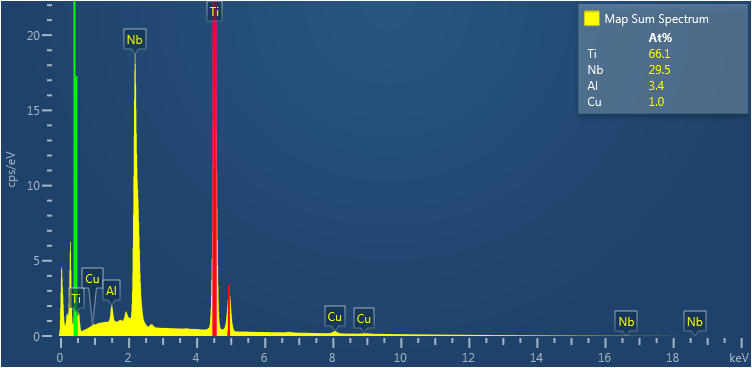 Map Sum Spectrum
At%
Ti 66.1
Nb 29.5
Al 3.4
Cu 1.0
cps/eV
20
15
10
5
0
Nb
Ti
Ti
Cu
Al
Cu
Cu
Nb
Nb
0 2 4 6 8 10 12 14 16 18 keV